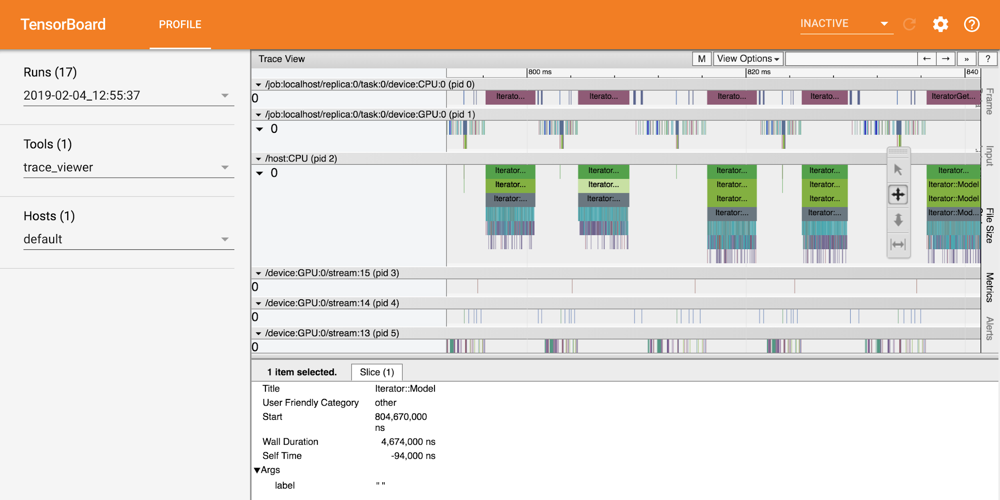 TensorBoard
PROFILE
INACTIVE
Runs (17)
2019-02-04_12:55:37
Tools (1)
trace_viewer
Hosts (1)
default
Trace View
M
View Options
←
→
»
?
800 ms
820 ms
840
/job:localhost/replica:0/task:0/device:CPU:0 (pid 0)
0
Iterato...
Iterato...
Iterato...
Iterato...
IteratorGet...
/job:localhost/replica:0/task:0/device:GPU:0 (pid 1)
0
/host:CPU (pid 2)
0
Iterator...
Iterator...
Iterator...
Iterator...
Iterator...
Iterator...
Iterator...
Iterator...
Iterator...
Iterator::Model
Iterator:...
Iterator:...
Iterator...
Iterator...
Iterator::Model
Iterator:...
Iterator:...
Iterator::Mod...
/device:GPU:0/stream:15 (pid 3)
0
/device:GPU:0/stream:14 (pid 4)
0
/device:GPU:0/stream:13 (pid 5)
0
Frame
Input
File Size
Metrics
Alerts
1 item selected.
Slice (1)
Title Iterator::Model
User Friendly Category other
Start 804,670,000
ns
Wall Duration 4,674,000 ns
Self Time -94,000 ns
▼Args
label " "